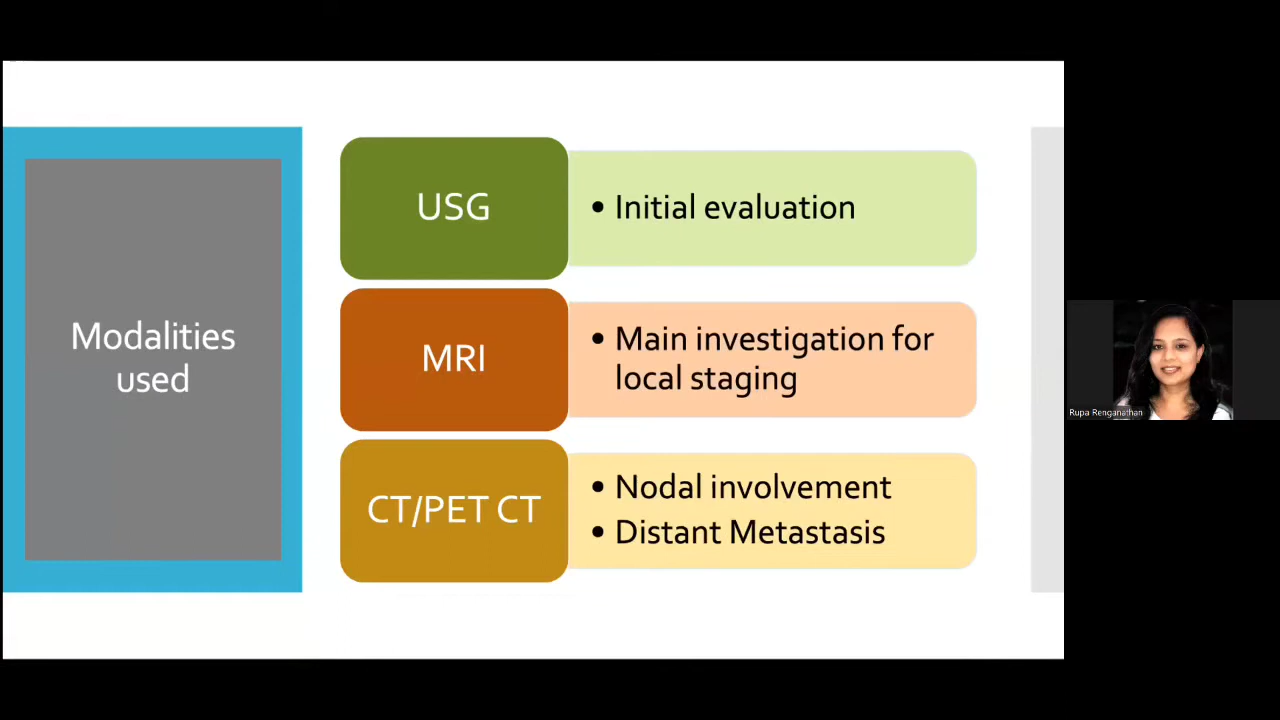 Modalities
used
USG
• Initial evaluation
MRI
• Main investigation for
local staging
CT/PET CT
• Nodal involvement
• Distant Metastasis
Rupa Renganathan